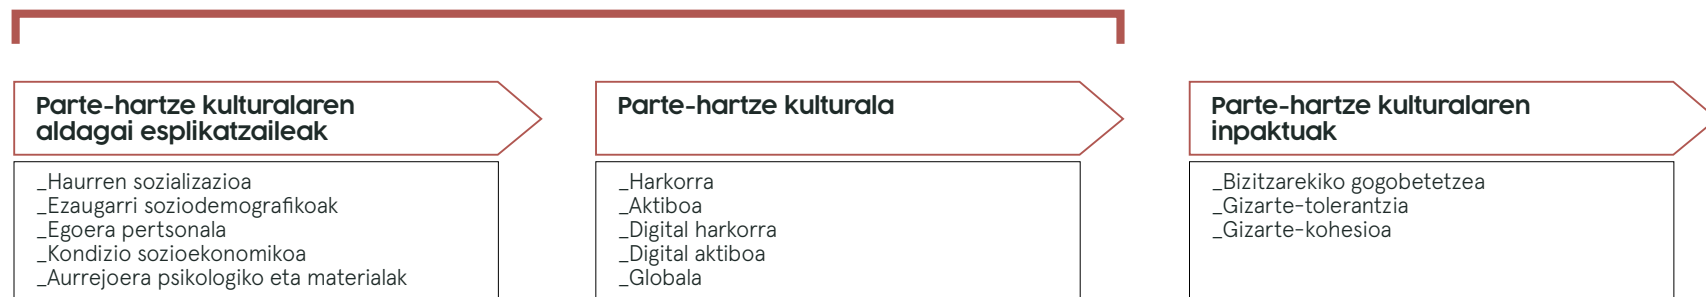 Parte-hartze kulturalaren
aldagai esplikatzaileak
_Haurren sozializazioa
_Ezaugarri soziodemografikoak
_Egoera pertsonala
_Kondizio sozioekonomikoa
_Aurrejoera psikologiko eta materialak
Parte-hartze kulturala
_Harkorra
_Aktiboa
_Digital harkorra
_Digital aktiboa
_Globala
Parte-hartze kulturalaren
inpaktuak
_Bizitzarekiko gogobetetzea
_Gizarte-tolerantzia
_Gizarte-kohesioa